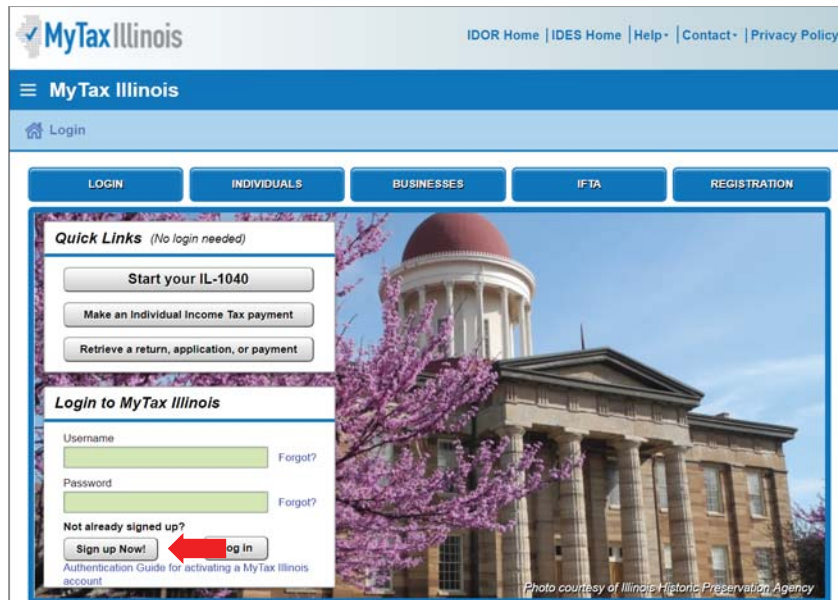 MyTax Illinois
IDOR Home | IDES Home | Help | Contact | Privacy Policy
MyTax Illinois
Login
LOGIN
INDIVIDUALS
BUSINESSES
IFTA
REGISTRATION
Quick Links (No login needed)
Start your IL-1040
Make an Individual Income Tax payment
Retrieve a return, application, or payment
Login to MyTax Illinois
Username
Forgot?
Password
Forgot?
Not already signed up?
Sign up Now!
og in
Authentication Guide for activating a MyTax Illinois
account
Photo courtesy of Illinois Historic Preservation Agency